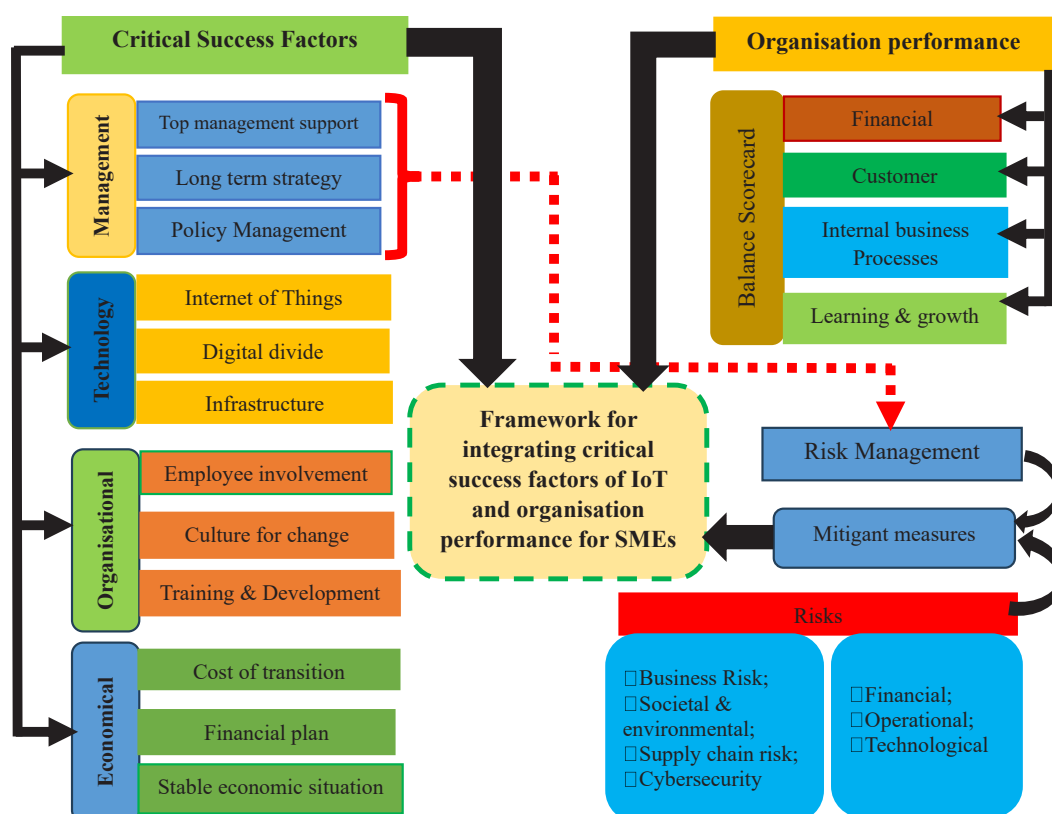 Critical Success Factors
Management
Top management support
Long term strategy
Policy Management
Technology
Internet of Things
Digital divide
Infrastructure
Organisational
Employee involvement
Culture for change
Training & Development
Economical
Cost of transition
Financial plan
Stable economic situation
Framework for
integrating critical
success factors of IoT
and organisation
performance for SMEs
Organisation performance
Balance Scorecard
Financial
Customer
Internal business
Processes
Learning & growth
Risk Management
Mitigant measures
Risks
□Business Risk;
□Societal &
environmental;
□Supply chain risk;
□Cybersecurity
□Financial;
□Operational;
□Technological